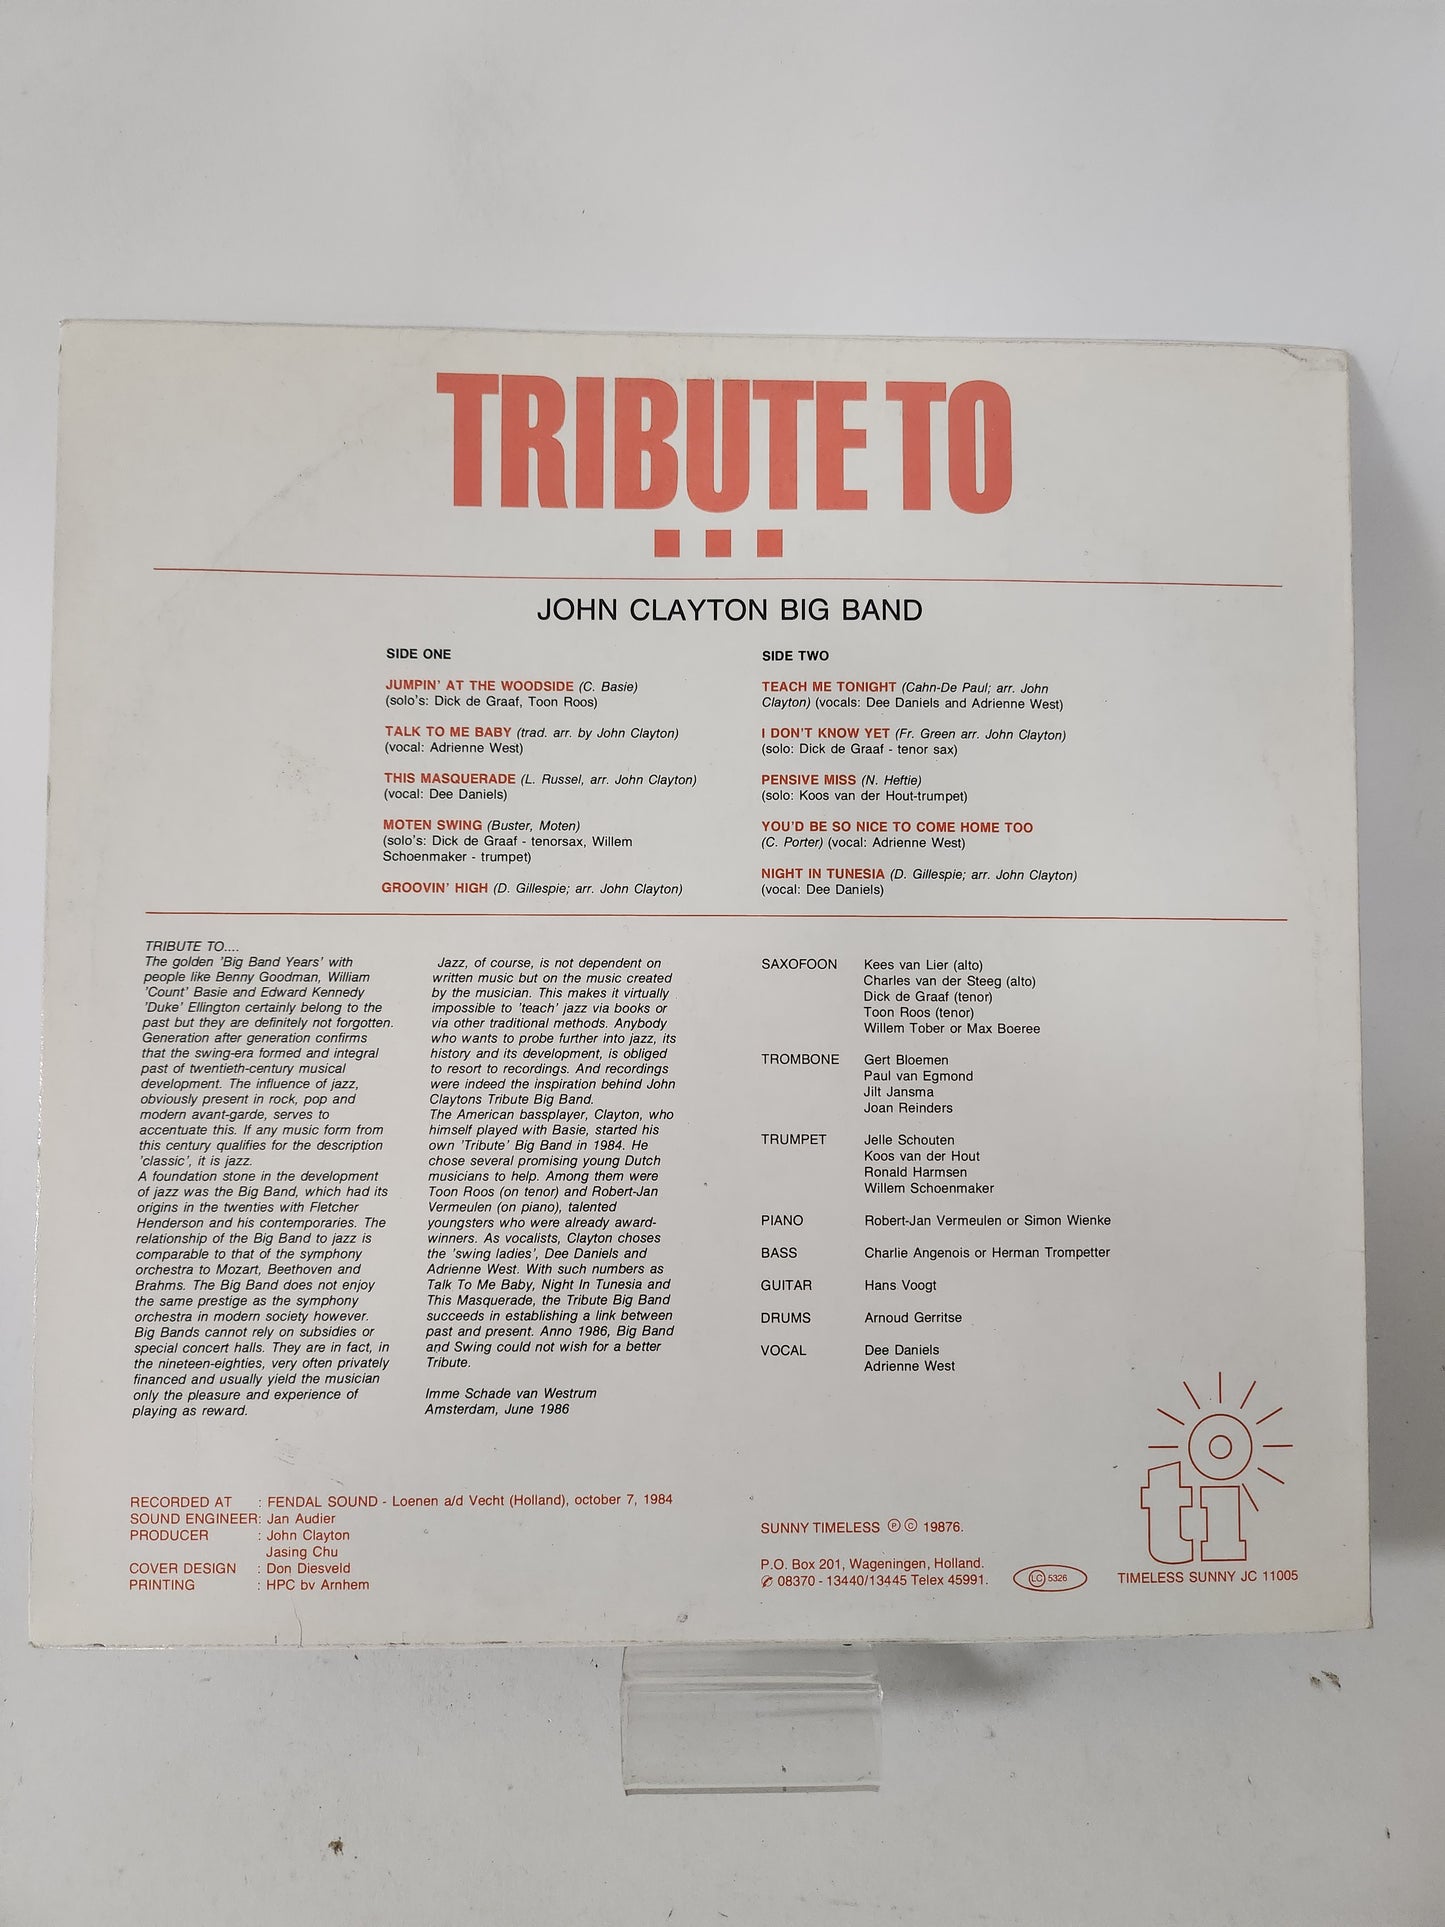 TRIBUTE TO
...
JOHN CLAYTON BIG BAND
SIDE ONE
JUMPIN' AT THE WOODSIDE (C. Basie)
(solo's: Dick de Graaf, Toon Roos)
TALK TO ME BABY (trad. arr. by John Clayton)
(vocal: Adrienne West)
THIS MASQUERADE (L. Russel, arr. John Clayton)
(vocal: Dee Daniels)
MOTEN SWING (Buster, Moten)
(solo's: Dick de Graaf - tenorsax, Willem
Schoenmaker - trumpet)
GROOVIN' HIGH (D. Gillespie; arr. John Clayton)
SIDE TWO
TEACH ME TONIGHT (Cahn-De Paul; arr. John
Clayton) (vocals: Dee Daniels and Adrienne West)
I DON'T KNOW YET (Fr. Green arr. John Clayton)
(solo: Dick de Graaf - tenor sax)
PENSIVE MISS (N. Heftie)
(solo: Koos van der Hout-trumpet)
YOU'D BE SO NICE TO COME HOME TOO
(C. Porter) (vocal: Adrienne West)
NIGHT IN TUNESIA (D. Gillespie; arr. John Clayton)
(vocal: Dee Daniels)
TRIBUTE TO....
The golden 'Big Band Years' with
people like Benny Goodman, William
'Count' Basie and Edward Kennedy
'Duke' Ellington certainly belong to the
past but they are definitely not forgotten.
Generation after generation confirms
that the swing-era formed and integral
past of twentieth-century musical
development. The influence of jazz,
obviously present in rock, pop and
modern avant-garde, serves to
accentuate this. If any music form from
this century qualifies for the description
'classic', it is jazz.
A foundation stone in the development
of jazz was the Big Band, which had its
origins in the twenties with Fletcher
Henderson and his contemporaries. The
relationship of the Big Band to jazz is
comparable to that of the symphony
orchestra to Mozart, Beethoven and
Brahms. The Big Band does not enjoy
the same prestige as the symphony
orchestra in modern society however.
Big Bands cannot rely on subsidies or
special concert halls. They are in fact, in
the nineteen-eighties, very often privately
financed and usually yield the musician
only the pleasure and experience of
playing as reward.
Jazz, of course, is not dependent on
written music but on the music created
by the musician. This makes it virtually
impossible to 'teach' jazz via books or
via other traditional methods. Anybody
who wants to probe further into jazz, its
history and its development, is obliged
to resort to recordings. And recordings
were indeed the inspiration behind John
Claytons Tribute Big Band.
The American bassplayer, Clayton, who
himself played with Basie, started his
own 'Tribute' Big Band in 1984. He
chose several promising young Dutch
musicians to help. Among them were
Toon Roos (on tenor) and Robert-Jan
Vermeulen (on piano), talented
youngsters who were already award-
winners. As vocalists, Clayton choses
the 'swing ladies', Dee Daniels and
Adrienne West. With such numbers as
Talk To Me Baby, Night In Tunesia and
This Masquerade, the Tribute Big Band
succeeds in establishing a link between
past and present. Anno 1986, Big Band
and Swing could not wish for a better
Tribute.
Imme Schade van Westrum
Amsterdam, June 1986
SAXOFOON Kees van Lier (alto)
Charles van der Steeg (alto)
Dick de Graaf (tenor)
Toon Roos (tenor)
Willem Tober or Max Boeree
TROMBONE Gert Bloemen
Paul van Egmond
Jilt Jansma
Joan Reinders
TRUMPET Jelle Schouten
Koos van der Hout
Ronald Harmsen
Willem Schoenmaker
PIANO Robert-Jan Vermeulen or Simon Wienke
BASS Charlie Angenois or Herman Trompetter
GUITAR Hans Voogt
DRUMS Arnoud Gerritse
VOCAL Dee Daniels
Adrienne West
RECORDED AT : FENDAL SOUND - Loenen a/d Vecht (Holland), october 7, 1984
SOUND ENGINEER: Jan Audier
PRODUCER : John Clayton
Jasing Chu
COVER DESIGN : Don Diesveld
PRINTING : HPC bv Arnhem
SUNNY TIMELESS Ⓟ © 19876.
P.O. Box 201, Wageningen, Holland.
✆ 08370 - 13440/13445 Telex 45991.
LC 5326
ti
TIMELESS SUNNY JC 11005